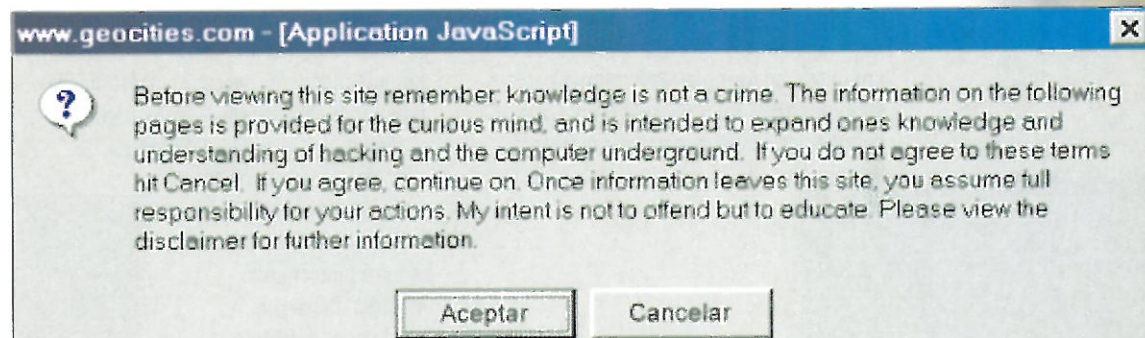 www.geocities.com - [Application JavaScript]
Before viewing this site remember: knowledge is not a crime. The information on the following
pages is provided for the curious mind, and is intended to expand ones knowledge and
understanding of hacking and the computer underground. If you do not agree to these terms
hit Cancel. If you agree, continue on. Once information leaves this site, you assume full
responsibility for your actions. My intent is not to offend but to educate. Please view the
disclaimer for further information.
Aceptar
Cancelar